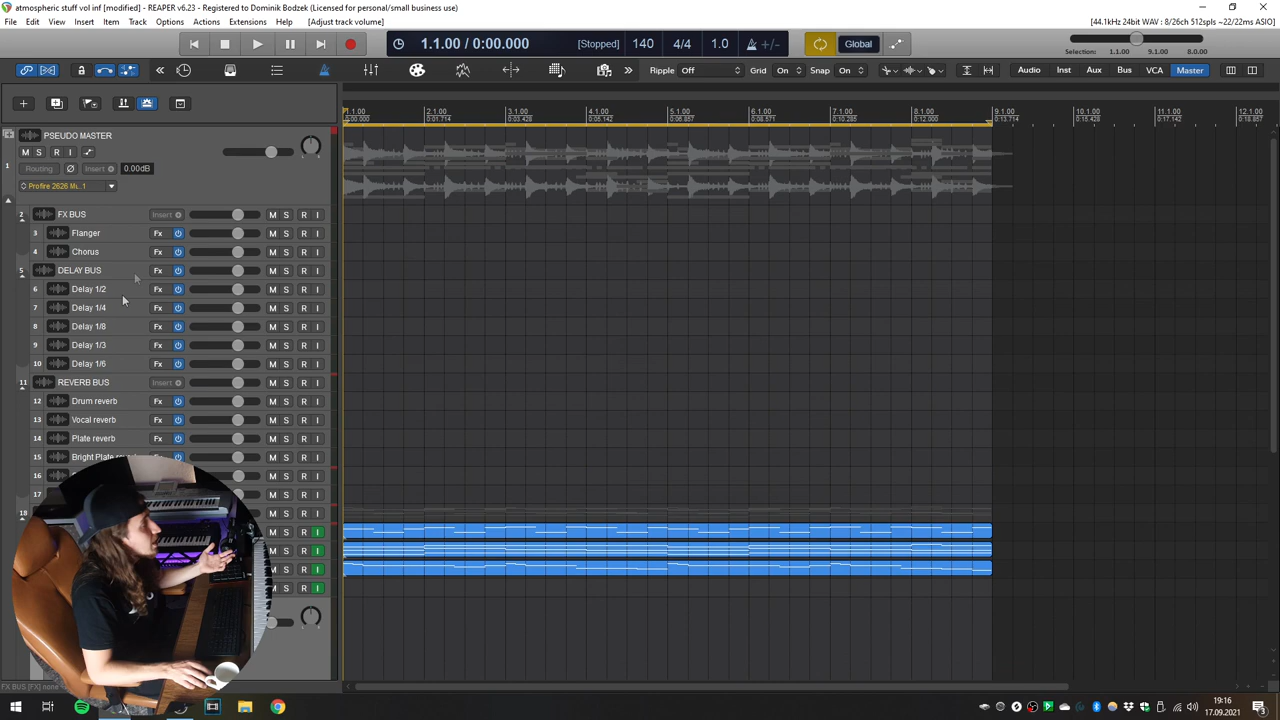 atmospheric stuff vol inf [modified] - REAPER v6.23 - Registered to Dominik Bodzek (Licensed for personal/small business use)
File Edit View Insert Item Track Options Actions Extensions Help [Adjust track volume]
[44.1kHz 24bit WAV : 8/26ch 512spls ~22/22ms ASIO]
1.1.00 / 0:00.000 [Stopped] 140 4/4 1.0 +/- Global
Selection: 1.1.00 9.1.00 8.0.00
Ripple Off Grid On Snap On Audio Inst Aux Bus VCA Master
1.1.00 2.1.00 3.1.00 4.1.00 5.1.00 6.1.00 7.1.00 8.1.00 9.1.00 10.1.00 11.1.00 12.1.00
0:00.000 0:01.714 0:03.428 0:05.142 0:06.857 0:08.571 0:10.285 0:12.000 0:13.714 0:15.428 0:17.142 0:18.857
PSEUDO MASTER
M S R I
1 Routing Insert 0.00dB
2 FX BUS Insert M S R I
3 Flanger Fx M S R I
4 Chorus Fx M S R I
5 DELAY BUS Fx M S R I
6 Delay 1/2 Fx M S R I
7 Delay 1/4 Fx M S R I
8 Delay 1/8 Fx M S R I
9 Delay 1/3 Fx M S R I
10 Delay 1/6 Fx M S R I
11 REVERB BUS Insert M S R I
12 Drum reverb Fx M S R I
13 Vocal reverb Fx M S R I
14 Plate reverb Fx M S R I
15 Bright Plate M S R I
16 M S R I
17 M S R I
18 M S R I
M S R I
M S R I
M S R I
M S R I
FX BUS [FX] none
19:16
17.09.2021